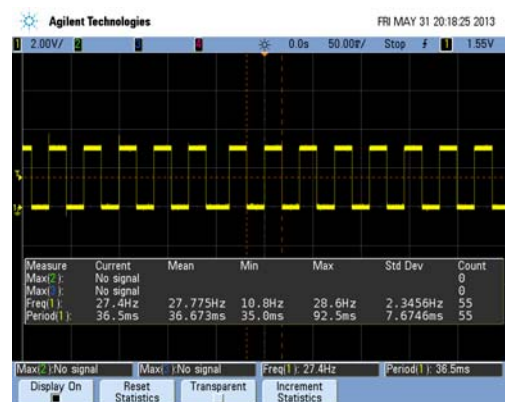 Agilent Technologies FRI MAY 31 20:18:25 2013
1 2.00V/ 2 3 4 0.0s 50.00 Stop 1 1.55V
Measure Current Mean Min Max Std Dev Count
Max(2): No signal 0
Max(3): No signal 0
Freq(1): 27.4Hz 27.775Hz 10.8Hz 28.6Hz 2.3456Hz 55
Period(1): 36.5ms 36.673ms 35.0ms 92.5ms 7.6746ms 55
Max(2):No signal Max(3):No signal Freq(1): 27.4Hz Period(1): 36.5ms
Display On Reset Statistics Transparent Increment Statistics